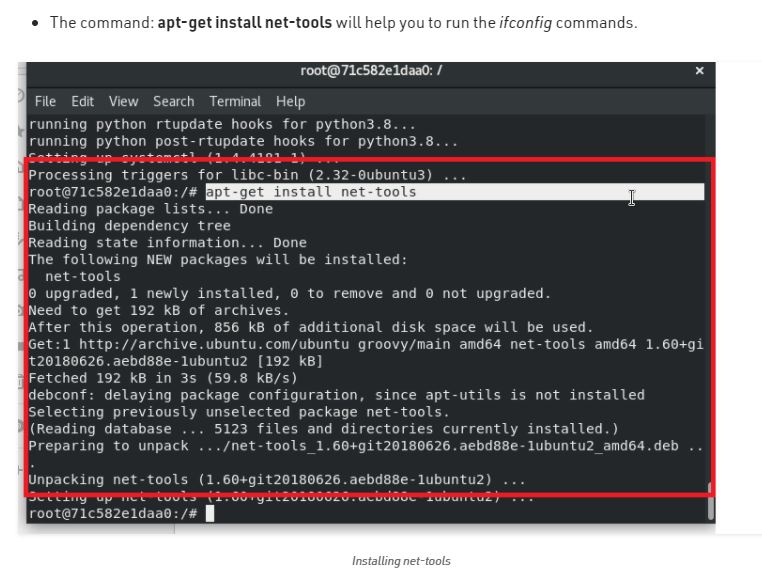 • The command: apt-get install net-tools will help you to run the ifconfig commands.
root@71c582e1daa0: /
×
File Edit View Search Terminal Help
running python rtupdate hooks for python3.8...
running python post-rtupdate hooks for python3.8...
Setting up systemctl (1.4.4181-1) ...
Processing triggers for libc-bin (2.32-0ubuntu3) ...
root@71c582e1daa0:/# apt-get install net-tools
Reading package lists... Done
Building dependency tree
Reading state information... Done
The following NEW packages will be installed:
  net-tools
0 upgraded, 1 newly installed, 0 to remove and 0 not upgraded.
Need to get 192 kB of archives.
After this operation, 856 kB of additional disk space will be used.
Get:1 http://archive.ubuntu.com/ubuntu groovy/main amd64 net-tools amd64 1.60+gi
t20180626.aebd88e-1ubuntu2 [192 kB]
Fetched 192 kB in 3s (59.8 kB/s)
debconf: delaying package configuration, since apt-utils is not installed
Selecting previously unselected package net-tools.
(Reading database ... 5123 files and directories currently installed.)
Preparing to unpack .../net-tools_1.60+git20180626.aebd88e-1ubuntu2_amd64.deb ..
.
Unpacking net-tools (1.60+git20180626.aebd88e-1ubuntu2) ...
Setting up net-tools (1.60+git20180626.aebd88e-1ubuntu2) ...
root@71c582e1daa0:/#
Installing net-tools